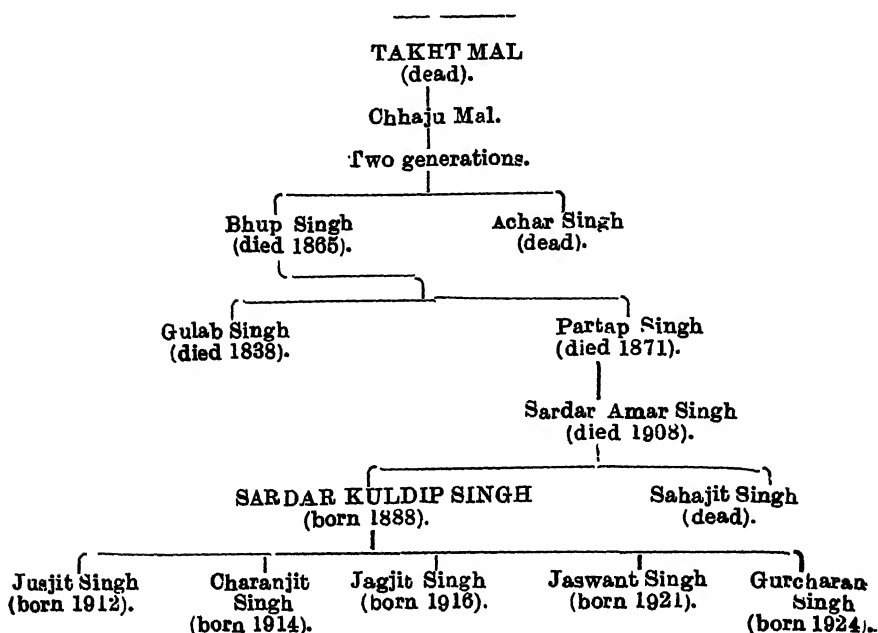 TAKHT MAL
(dead).
Chhaju Mal.
Two generations.
Bhup Singh
(died 1865).
Achar Singh
(dead).
Gulab Singh
(died 1838).
Partap Singh
(died 1871).
Sardar Amar Singh
(died 1908).
SARDAR KULDIP SINGH
(born 1888).
Sahajit Singh
(dead).
Jusjit Singh
(born 1912).
Charanjit
Singh
(born 1914).
Jagjit Singh
(born 1916).
Jaswant Singh
(born 1921).
Gurcharan
Singh
(born 1924).